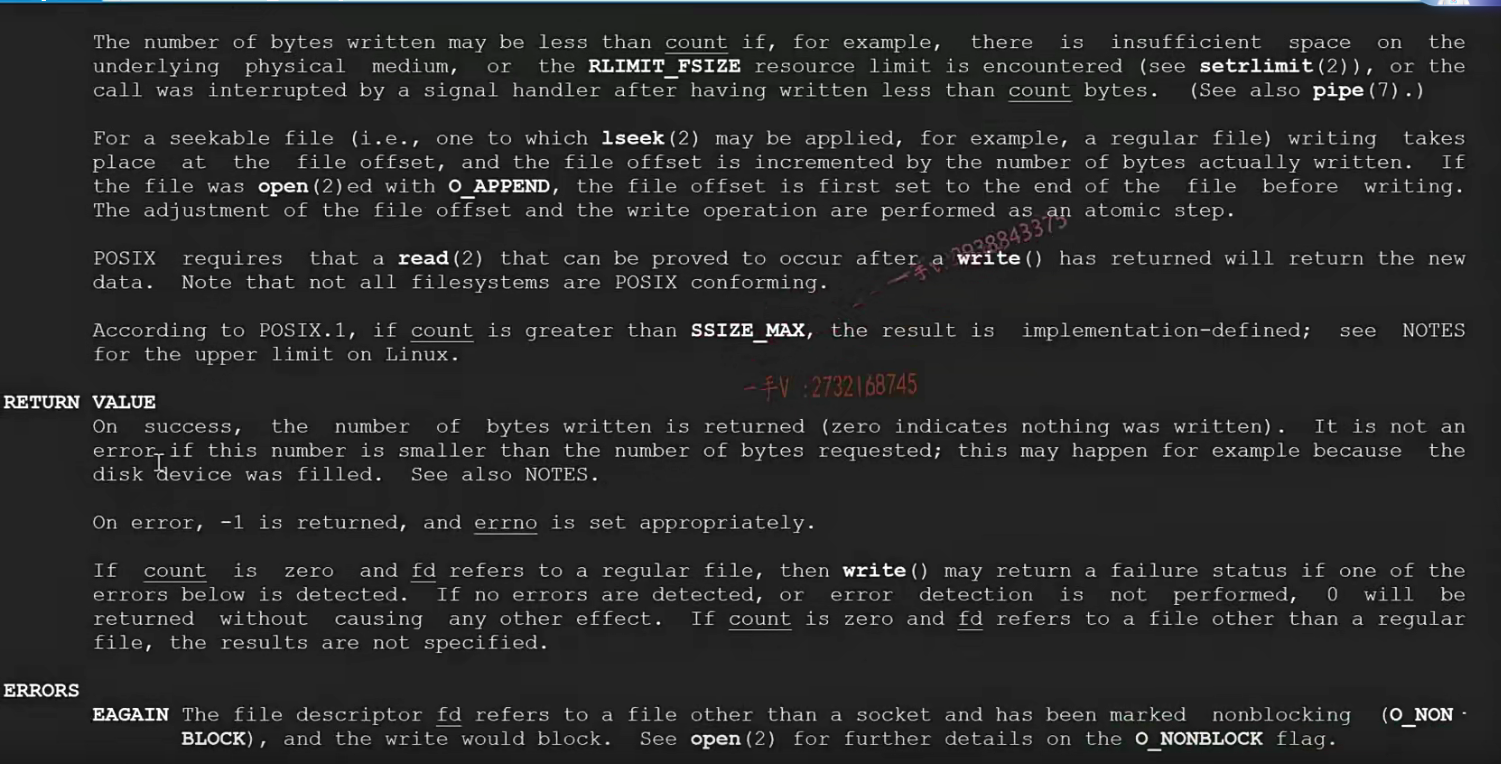 The number of bytes written may be less than count if, for example, there is insufficient space on the
underlying physical medium, or the RLIMIT_FSIZE resource limit is encountered (see setrlimit(2)), or the
call was interrupted by a signal handler after having written less than count bytes. (See also pipe(7).)
For a seekable file (i.e., one to which lseek(2) may be applied, for example, a regular file) writing takes
place at the file offset, and the file offset is incremented by the number of bytes actually written. If
the file was open(2)ed with O_APPEND, the file offset is first set to the end of the file before writing.
The adjustment of the file offset and the write operation are performed as an atomic step.
一手V:2938843375
POSIX requires that a read(2) that can be proved to occur after a write() has returned will return the new
data. Note that not all filesystems are POSIX conforming.
According to POSIX.1, if count is greater than SSIZE_MAX, the result is implementation-defined; see NOTES
for the upper limit on Linux.
一手V :2732168745
RETURN VALUE
On success, the number of bytes written is returned (zero indicates nothing was written). It is not an
error if this number is smaller than the number of bytes requested; this may happen for example because the
disk device was filled. See also NOTES.
On error, -1 is returned, and errno is set appropriately.
If count is zero and fd refers to a regular file, then write() may return a failure status if one of the
errors below is detected. If no errors are detected, or error detection is not performed, 0 will be
returned without causing any other effect. If count is zero and fd refers to a file other than a regular
file, the results are not specified.
ERRORS
EAGAIN The file descriptor fd refers to a file other than a socket and has been marked nonblocking (O_NON‐
BLOCK), and the write would block. See open(2) for further details on the O_NONBLOCK flag.